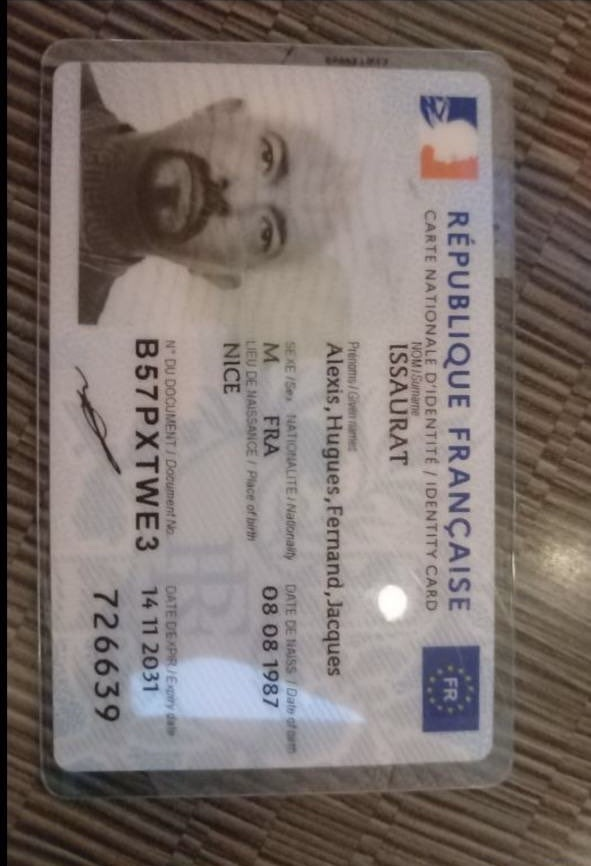 RÉPUBLIQUE FRANÇAISE
FR
CARTE NATIONALE D'IDENTITÉ / IDENTITY CARD
NOM / Surname
ISSAURAT
Prénoms / Given names
Alexis, Hugues, Fernand, Jacques
SEXE / Sex NATIONALITÉ / Nationality DATE DE NAISS. / Date of birth
M FRA 08 08 1987
LIEU DE NAISSANCE / Place of birth
NICE
N° DU DOCUMENT / Document No. DATE D'EXPIR. / Expiry date
B57PXTWE3 14 11 2031
726639